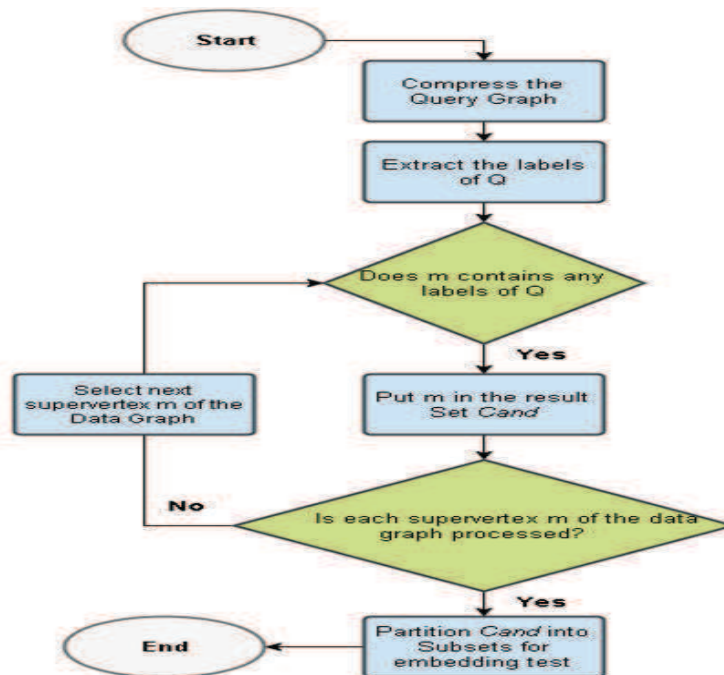 Start
Compress the
Query Graph
Extract the labels
of Q
Does m contains any
labels of Q
Yes
Select next
supervertex m of the
Data Graph
Put m in the result
Set Cand
No
Is each supervertex m of the data
graph processed?
Yes
End
Partition Cand into
Subsets for
embedding test